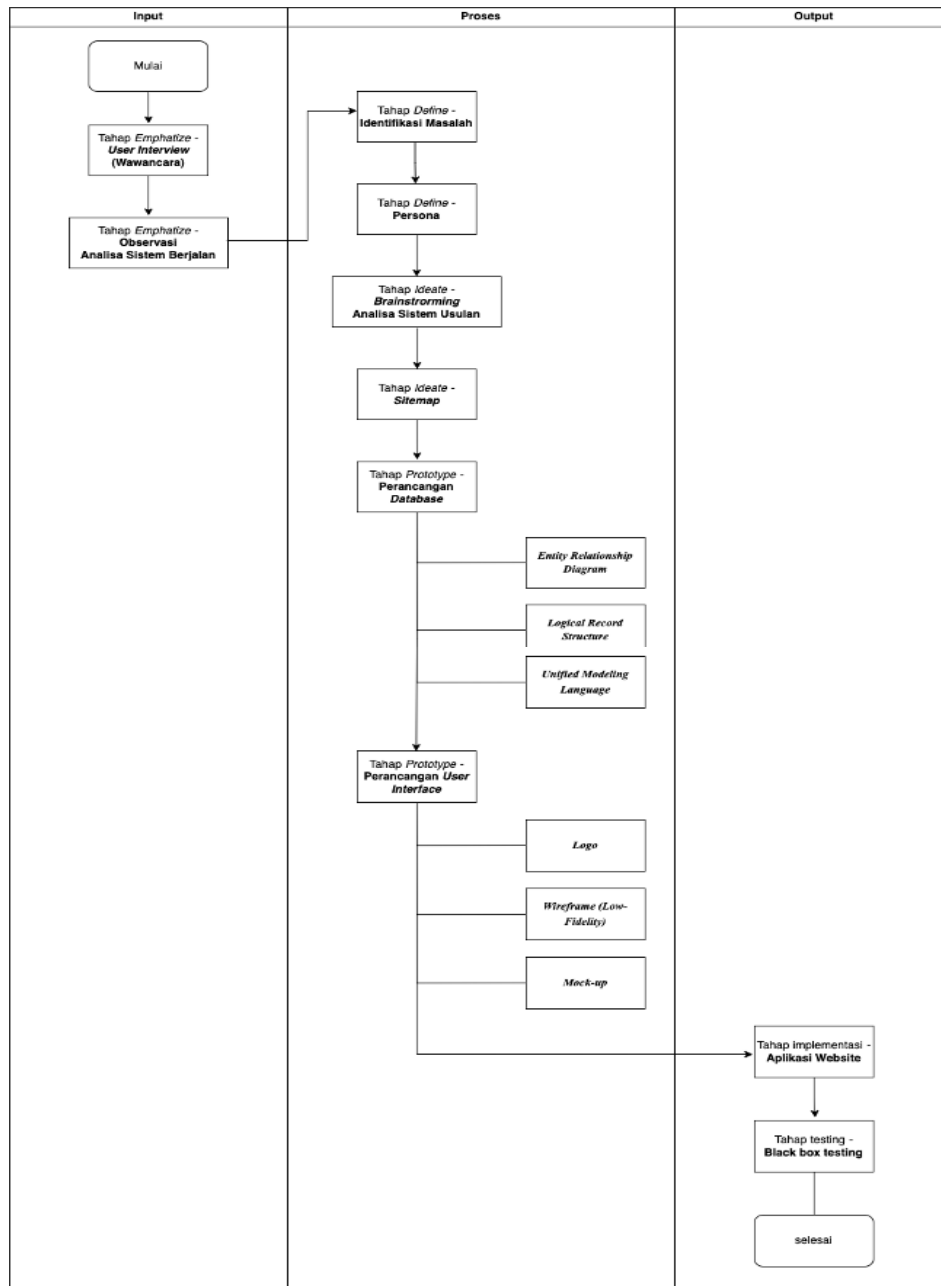 Input
Proses
Output
Mulai
Tahap Emphatize -
User Interview
(Wawancara)
Tahap Emphatize -
Observasi
Analisa Sistem Berjalan
Tahap Define -
Identifikasi Masalah
Tahap Define -
Persona
Tahap Ideate -
Brainstrorming
Analisa Sistem Usulan
Tahap Ideate -
Sitemap
Tahap Prototype -
Perancangan
Database
Entity Relationship
Diagram
Logical Record
Structure
Unified Modeling
Language
Tahap Prototype -
Perancangan User
Interface
Logo
Wireframe (Low-
Fidelity)
Mock-up
Tahap implementasi -
Aplikasi Website
Tahap testing -
Black box testing
selesai